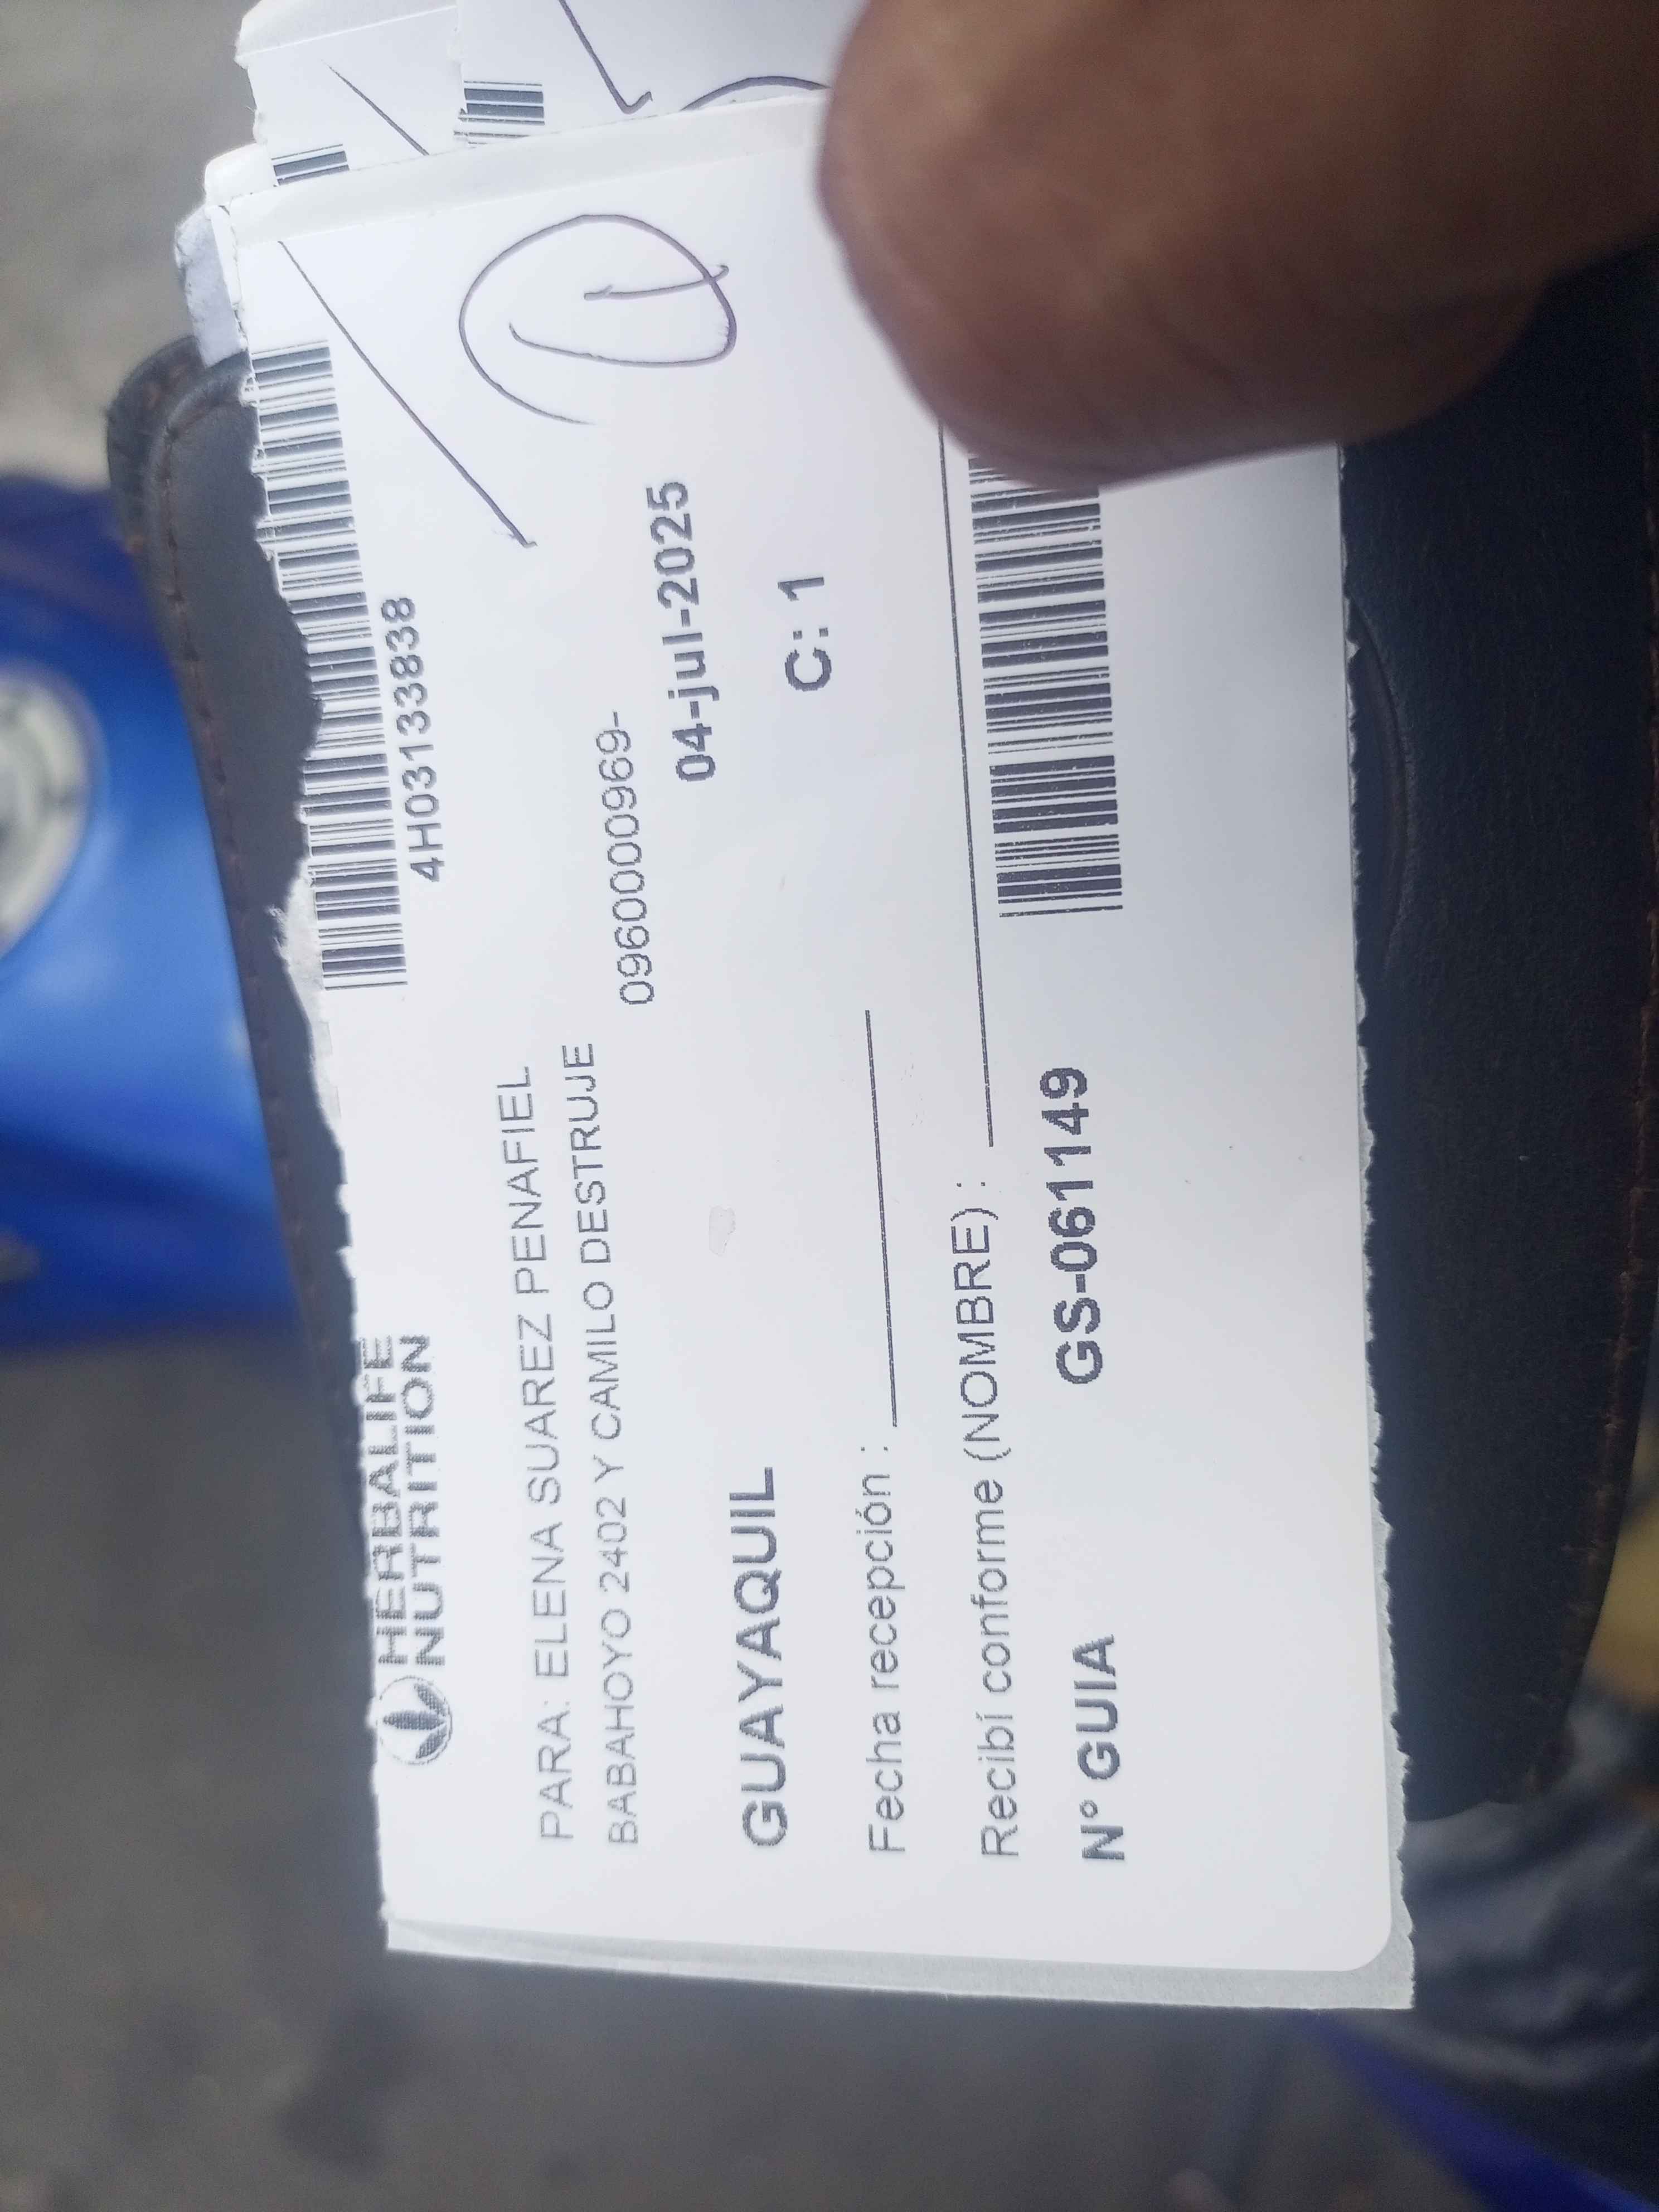 HERBALIFE
NUTRITION
4H03133838
PARA: ELENA SUAREZ PENAFIEL
BABAHOYO 2402 Y CAMILO DESTRUJE
0960000969-
04-jul-2025
GUAYAQUIL
C: 1
Fecha recepción :
Recibí conforme (NOMBRE) :
N° GUIA GS-061149